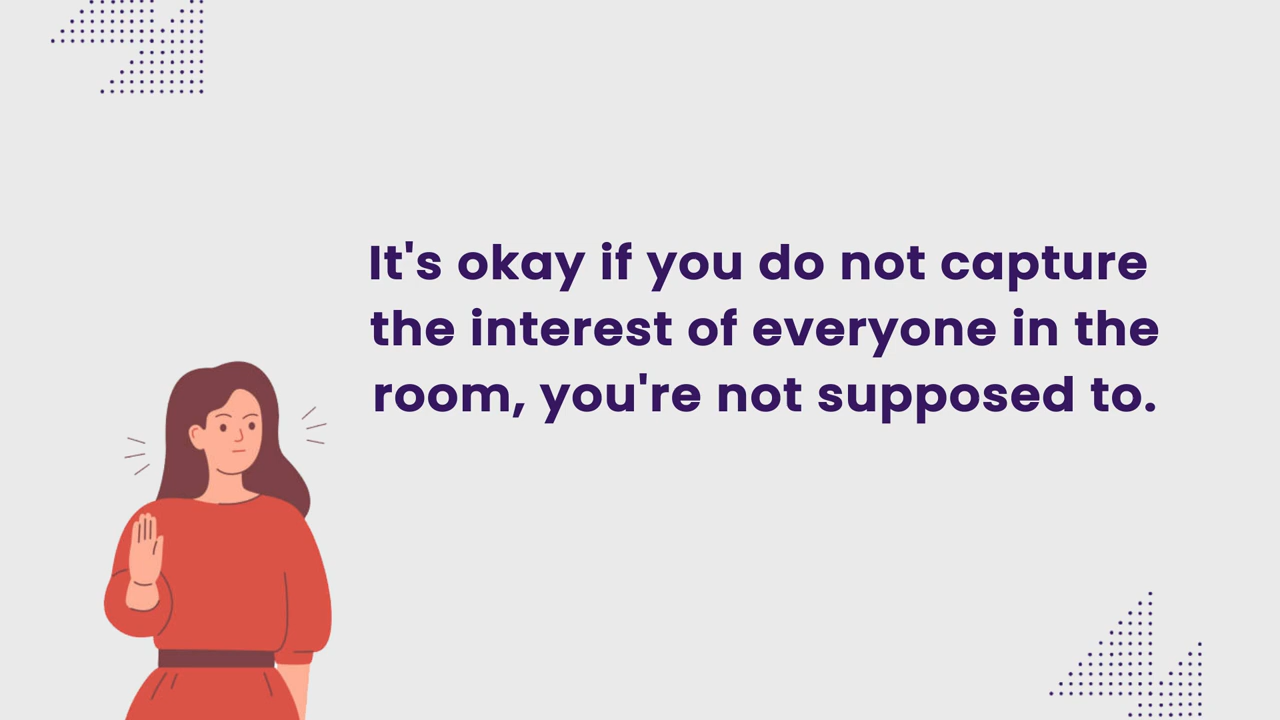 It's okay if you do not capture
the interest of everyone in the
room, you're not supposed to.